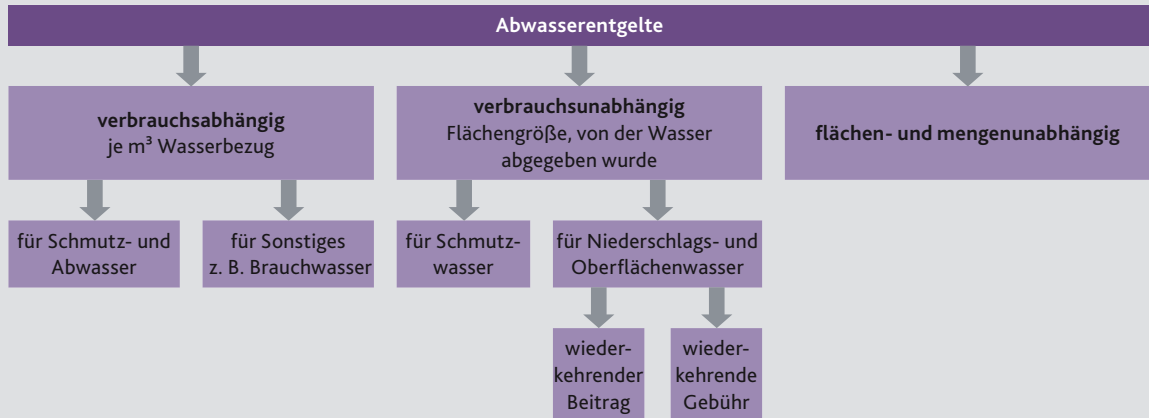 Abwasserentgelte
verbrauchsabhängig
je m³ Wasserbezug
verbrauchsunabhängig
Flächengröße, von der Wasser
abgegeben wurde
flächen- und mengenunabhängig
für Schmutz- und
Abwasser
für Sonstiges
z. B. Brauchwasser
für Schmutz-
wasser
für Niederschlags- und
Oberflächenwasser
wieder-
kehrender
Beitrag
wieder-
kehrende
Gebühr